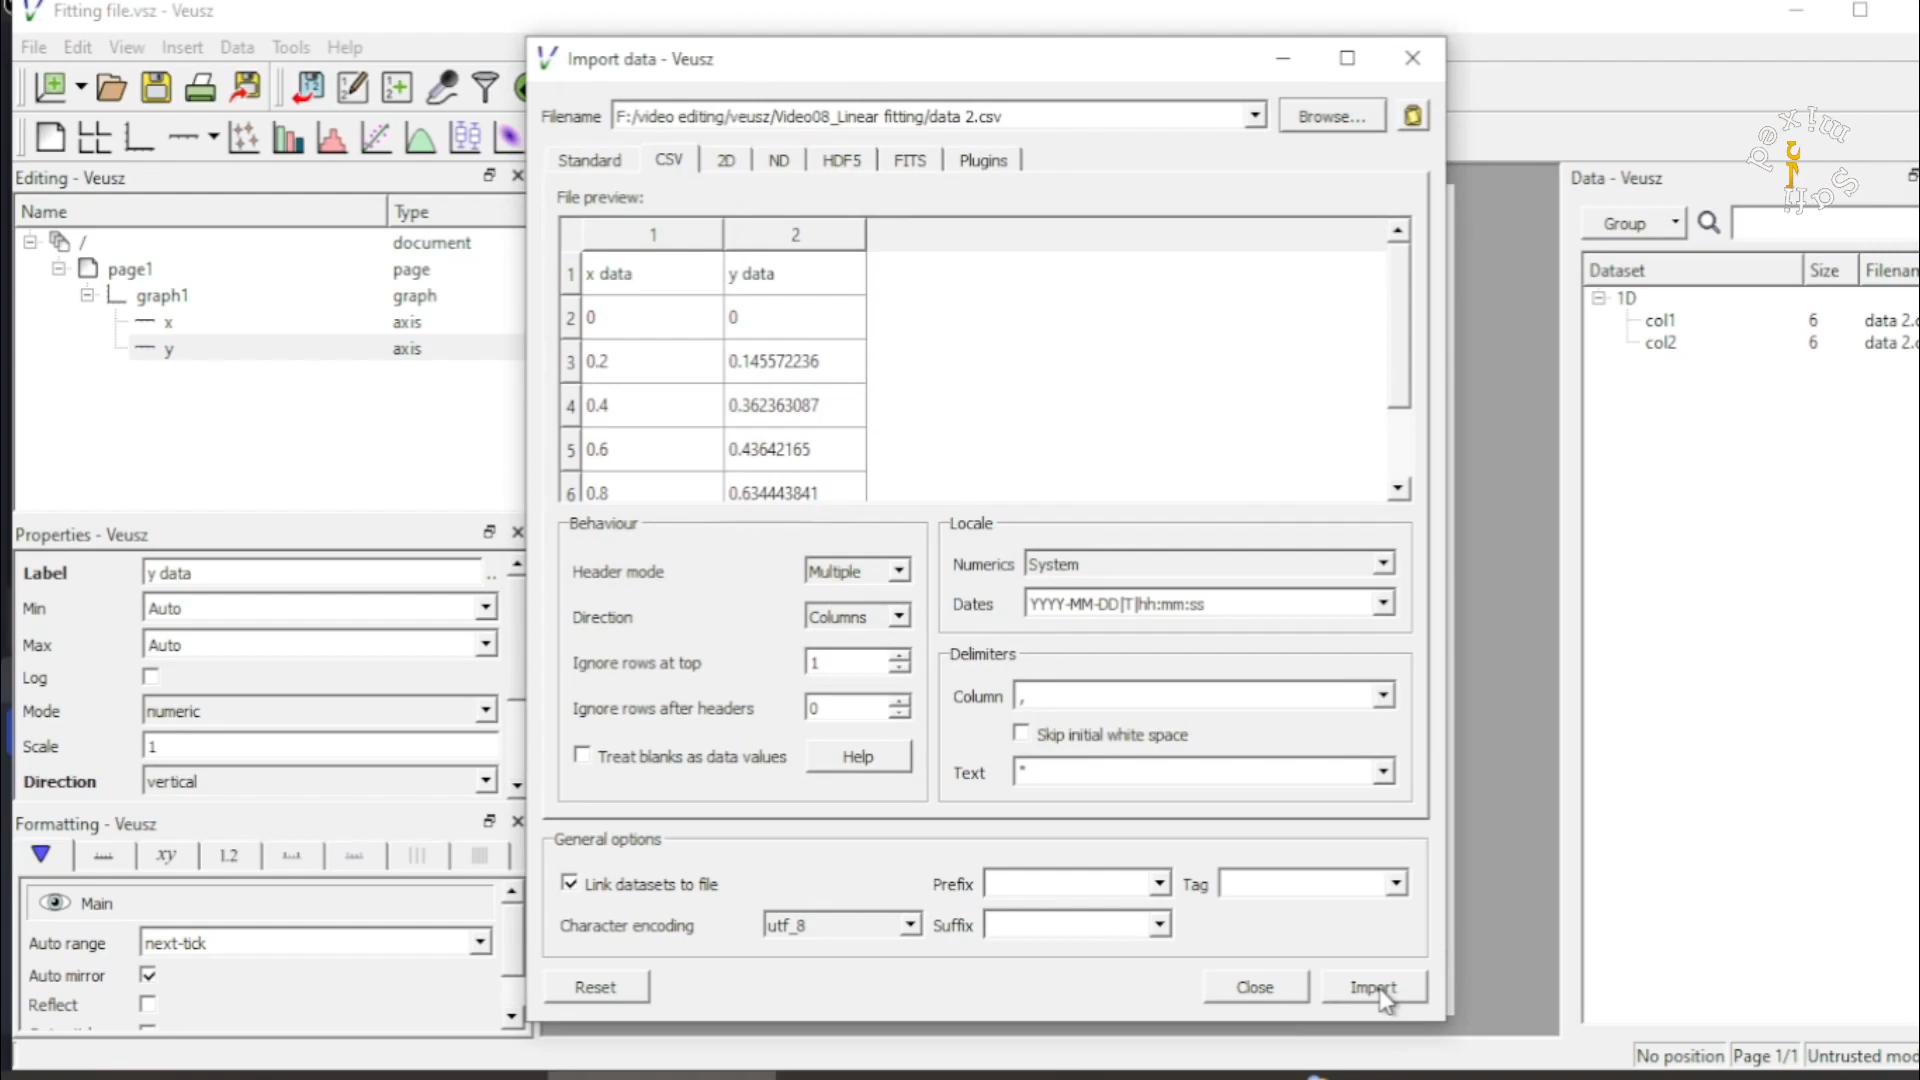 Fitting file.vsz - Veusz
File Edit View Insert Data Tools Help
Editing - Veusz
Name Type
/ document
page1 page
graph1 graph
x axis
y axis
Properties - Veusz
Label y data ..
Min Auto
Max Auto
Log
Mode numeric
Scale 1
Direction vertical
Formatting - Veusz
xy 1.2
Main
Auto range next-tick
Auto mirror
Reflect
Import data - Veusz
Filename F:/video editing/veusz/Video08_Linear fitting/data 2.csv Browse...
Standard CSV 2D ND HDF5 FITS Plugins
File preview:
1 2
1 x data y data
2 0 0
3 0.2 0.145572236
4 0.4 0.362363087
5 0.6 0.43642165
6 0.8 0.634443841
Behaviour
Header mode Multiple
Direction Columns
Ignore rows at top 1
Ignore rows after headers 0
Treat blanks as data values Help
Locale
Numerics System
Dates YYYY-MM-DD|T|hh:mm:ss
Delimiters
Column ,
Skip initial white space
Text "
General options
Link datasets to file Prefix Tag
Character encoding utf_8 Suffix
Reset Close Import
Data - Veusz
Group
Dataset Size Filenam
1D
col1 6 data 2.c
col2 6 data 2.c
No position Page 1/1 Untrusted mod